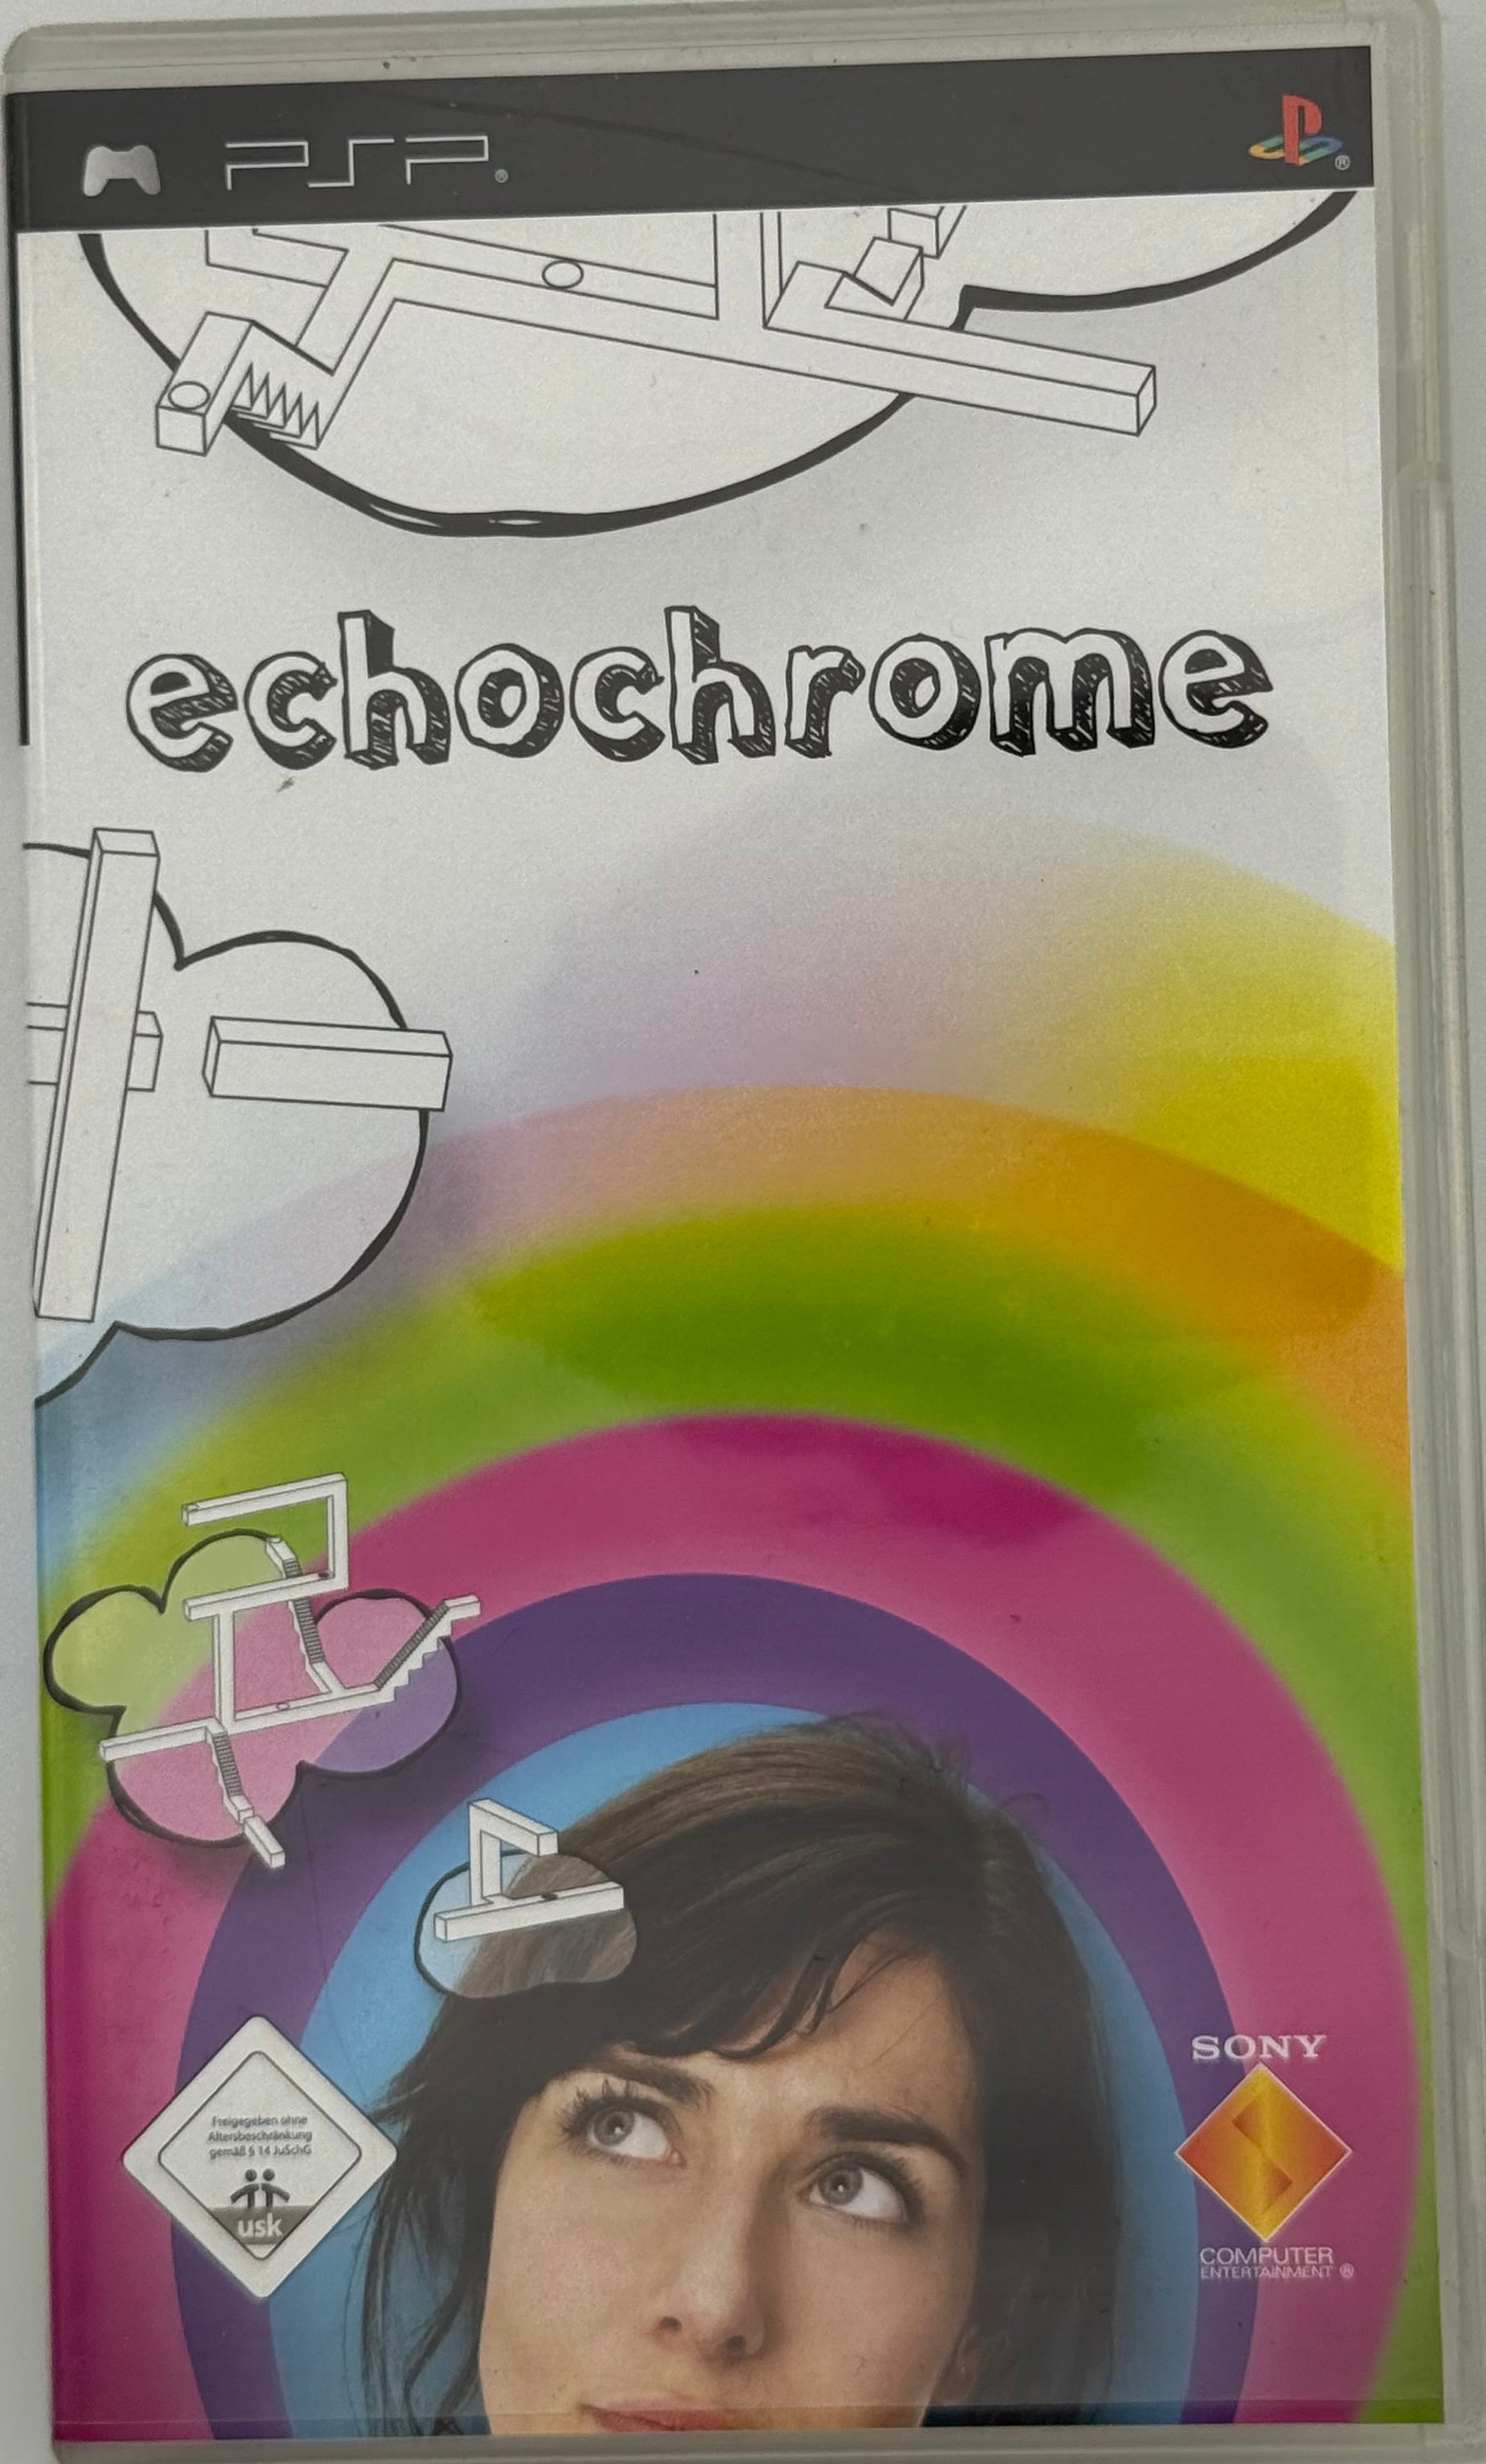 PSP®
®
echochrome
Freigegeben ohne
Altersbeschränkung
gemäß § 14 JuSchG
usk
SONY
COMPUTER
ENTERTAINMENT ®